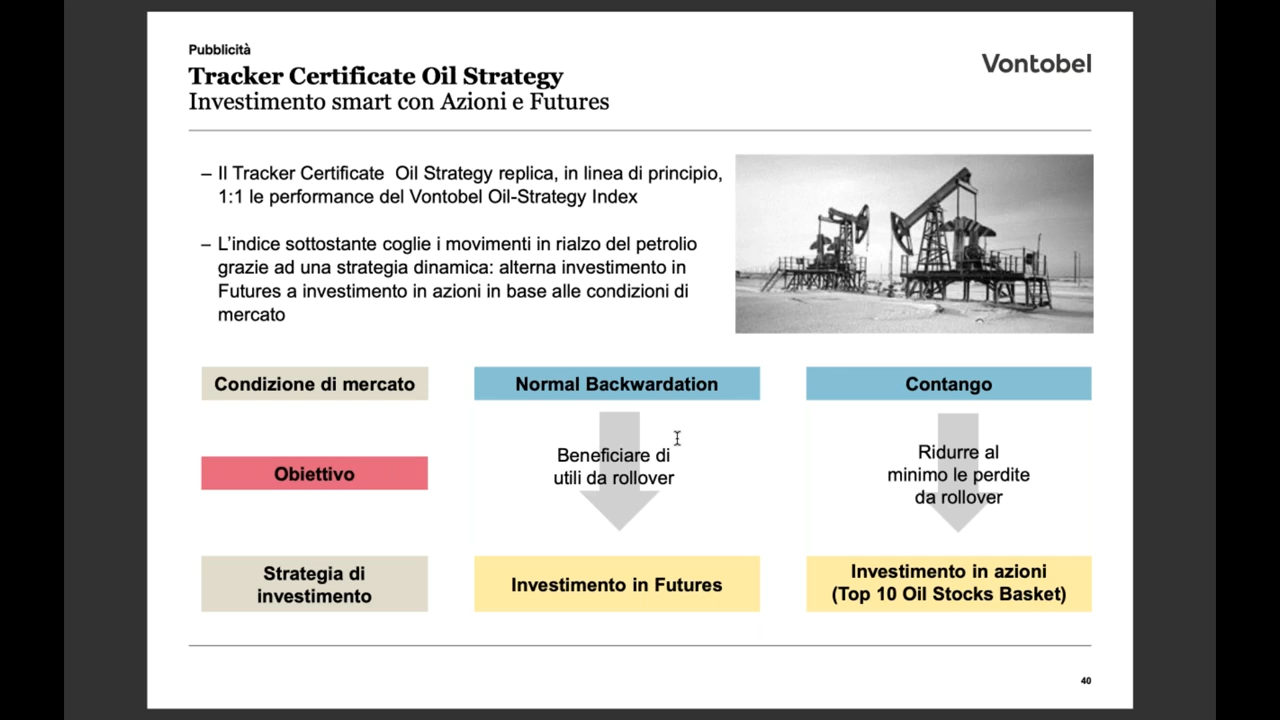 Pubblicità
Tracker Certificate Oil Strategy
Investimento smart con Azioni e Futures
Vontobel
– Il Tracker Certificate  Oil Strategy replica, in linea di principio,
1:1 le performance del Vontobel Oil-Strategy Index
– L'indice sottostante coglie i movimenti in rialzo del petrolio
grazie ad una strategia dinamica: alterna investimento in
Futures a investimento in azioni in base alle condizioni di
mercato
Condizione di mercato
Normal Backwardation
Contango
Obiettivo
Beneficiare di
utili da rollover
Ridurre al
minimo le perdite
da rollover
Strategia di
investimento
Investimento in Futures
Investimento in azioni
(Top 10 Oil Stocks Basket)
40